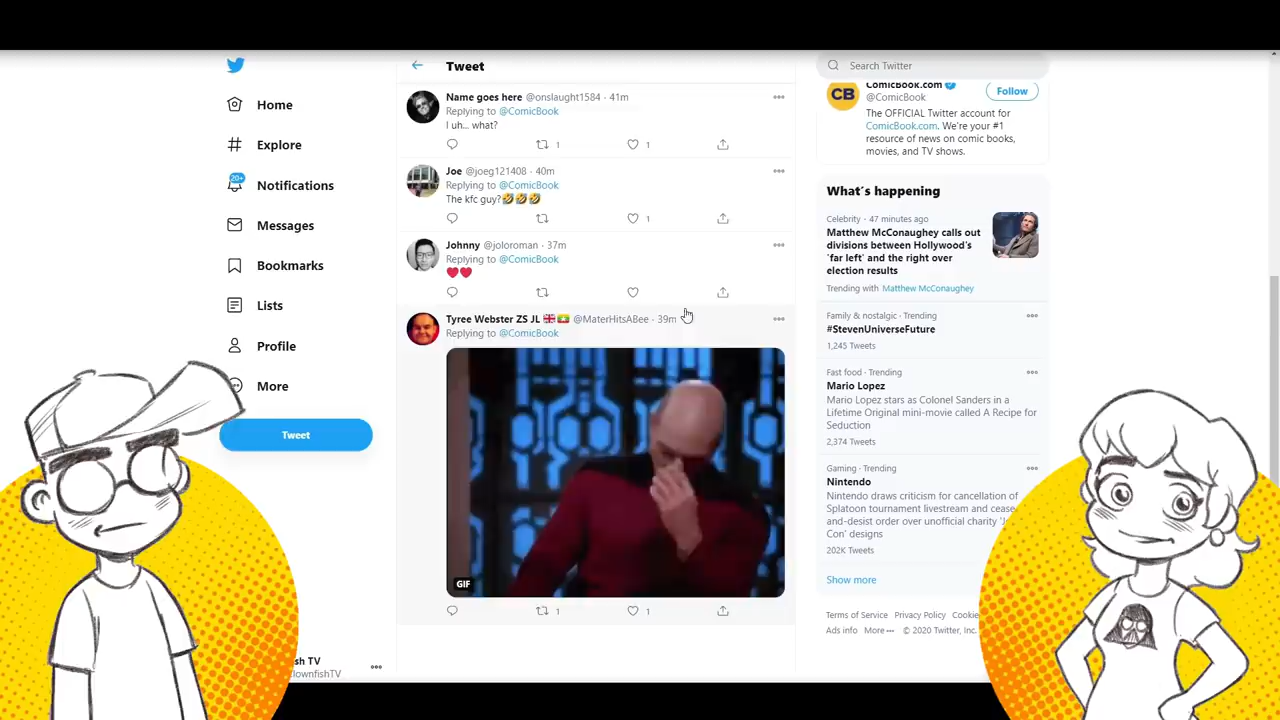 Home
Explore
20+
Notifications
Messages
Bookmarks
Lists
Profile
More
Tweet
sh TV
lownfishTV
Tweet
Name goes here @onslaught1584 · 41m
Replying to @ComicBook
I uh... what?
1
1
Joe @joeg121408 · 40m
Replying to @ComicBook
The kfc guy?🤣🤣🤣
1
Johnny @joloroman · 37m
Replying to @ComicBook
❤️❤️
Tyree Webster ZS JL 🇬🇧🇲🇲 @MaterHitsABee · 39m
Replying to @ComicBook
GIF
1
1
Search Twitter
CB
ComicBook.com
@ComicBook
Follow
The OFFICIAL Twitter account for
ComicBook.com. We're your #1
resource of news on comic books,
movies, and TV shows.
What's happening
Celebrity · 47 minutes ago
Matthew McConaughey calls out
divisions between Hollywood's
'far left' and the right over
election results
Trending with Matthew McConaughey
Family & nostalgic · Trending
#StevenUniverseFuture
1,245 Tweets
Fast food · Trending
Mario Lopez
Mario Lopez stars as Colonel Sanders in a
Lifetime Original mini-movie called A Recipe for
Seduction
2,374 Tweets
Gaming · Trending
Nintendo
Nintendo draws criticism for cancellation of
Splatoon tournament livestream and cease-
and-desist order over unofficial charity
Con' designs
202K Tweets
Show more
Terms of Service Privacy Policy Cookie
Ads info More ··· © 2020 Twitter, Inc.